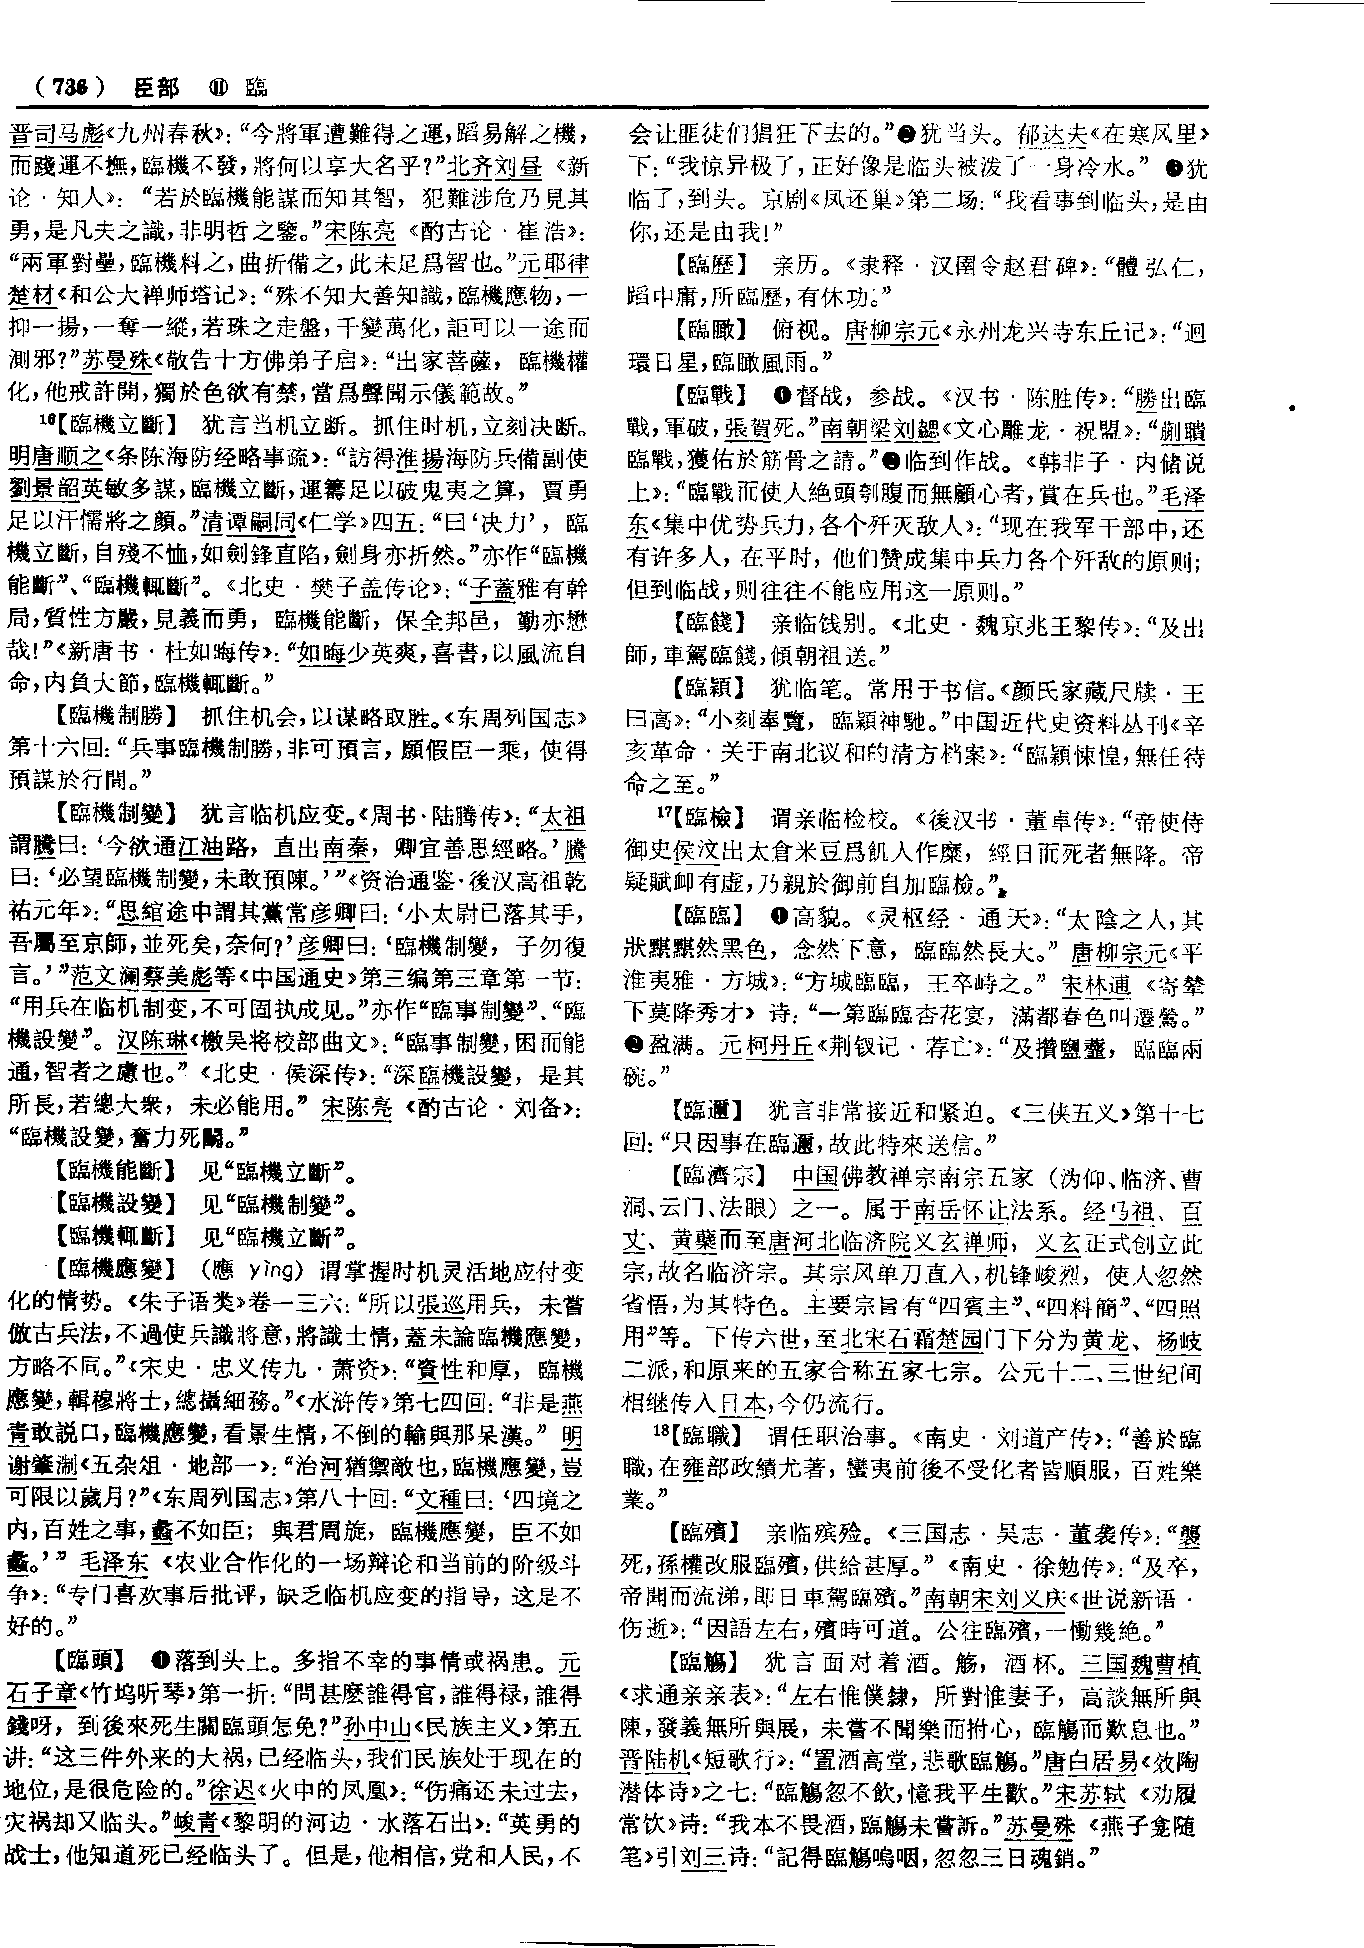 （736） 臣部 ⑪ 臨
晋司马彪《九州春秋》：“今將軍遭難得之運，蹈易解之機，
而踐運不撫，臨機不發，將何以享大名乎？”北齐刘昼《新
论·知人》：“若於臨機能謀而知其智，犯難涉危乃見其
勇，是凡夫之識，非明哲之鑒。”宋陈亮《酌古论·崔浩》：
“兩軍對壘，臨機料之，曲折備之，此未足爲智也。”元耶律
楚材《和公大禅师塔记》：“殊不知大善知識，臨機應物，一
抑一揚，一奪一縱，若珠之走盤，千變萬化，詎可以一途而
測邪？”苏曼殊《敬告十方佛弟子启》：“出家菩薩，臨機權
化，他戒許開，獨於色欲有禁，當爲聲聞示儀範故。”
16【臨機立斷】 犹言当机立断。抓住时机，立刻决断。
明唐顺之《条陈海防经略事疏》：“訪得淮揚海防兵備副使
劉景韶英敏多謀，臨機立斷，運籌足以破鬼夷之算，賈勇
足以汗懦將之顔。”清谭嗣同《仁学》四五：“曰‘决力’，臨
機立斷，自殘不恤，如劍鋒直陷，劍身亦折然。”亦作“臨機
能斷”、“臨機輒斷”。《北史·樊子盖传论》：“子蓋雅有幹
局，質性方嚴，見義而勇，臨機能斷，保全邦邑，勤亦懋
哉！”《新唐书·杜如晦传》：“如晦少英爽，喜書，以風流自
命，内負大節，臨機輒斷。”
【臨機制勝】 抓住机会，以谋略取胜。《东周列国志》
第十六回：“兵事臨機制勝，非可預言，願假臣一乘，使得
預謀於行間。”
【臨機制變】 犹言临机应变。《周书·陆腾传》：“太祖
謂騰曰：‘今欲通江油路，直出南秦，卿宜善思經略。’騰
曰：‘必望臨機制變，未敢預陳。’”《资治通鉴·後汉高祖乾
祐元年》：“思綰途中謂其黨常彦卿曰：‘小太尉已落其手，
吾屬至京師，並死矣，奈何？’彦卿曰：‘臨機制變，子勿復
言。’”范文澜蔡美彪等《中国通史》第三编第三章第一节：
“用兵在临机制变，不可固执成见。”亦作“臨事制變”、“臨
機設變”。汉陈琳《檄吴将校部曲文》：“臨事制變，困而能
通，智者之慮也。”《北史·侯深传》：“深臨機設變，是其
所長，若總大衆，未必能用。”宋陈亮《酌古论·刘备》：
“臨機設變，奮力死鬭。”
【臨機能斷】 见“臨機立斷”。
【臨機設變】 见“臨機制變”。
【臨機輒斷】 见“臨機立斷”。
【臨機應變】 （應 yìng）谓掌握时机灵活地应付变
化的情势。《朱子语类》卷一三六：“所以張巡用兵，未嘗
倣古兵法，不過使兵識將意，將識士情，蓋未論臨機應變，
方略不同。”《宋史·忠义传九·萧资》：“資性和厚，臨機
應變，輯穆將士，總攝細務。”《水浒传》第七四回：“非是燕
青敢説口，臨機應變，看景生情，不倒的輸與那呆漢。”明
谢肇淛《五杂俎·地部一》：“治河猶禦敵也，臨機應變，豈
可限以歲月？”《东周列国志》第八十回：“文種曰：‘四境之
内，百姓之事，蠡不如臣；與君周旋，臨機應變，臣不如
蠡。’”毛泽东《农业合作化的一场辩论和当前的阶级斗
争》：“专门喜欢事后批评，缺乏临机应变的指导，这是不
好的。”
【臨頭】 ❶落到头上。多指不幸的事情或祸患。元
石子章《竹坞听琴》第一折：“問甚麽誰得官，誰得禄，誰得
錢呀，到後來死生關臨頭怎免？”孙中山《民族主义》第五
讲：“这三件外来的大祸，已经临头，我们民族处于现在的
地位，是很危险的。”徐迟《火中的凤凰》：“伤痛还未过去，
灾祸却又临头。”峻青《黎明的河边·水落石出》：“英勇的
战士，他知道死已经临头了。但是，他相信，党和人民，不
会让匪徒们猖狂下去的。”❷犹当头。郁达夫《在寒风里》
下：“我惊异极了，正好像是临头被泼了一身冷水。”❸犹
临了，到头。京剧《凤还巢》第二场：“我看事到临头，是由
你，还是由我！”
【臨歷】 亲历。《隶释·汉圉令赵君碑》：“體弘仁，
蹈中庸，所臨歷，有休功。”
【臨瞰】 俯视。唐柳宗元《永州龙兴寺东丘记》：“迴
環日星，臨瞰風雨。”
【臨戰】 ❶督战，参战。《汉书·陈胜传》：“勝出臨
戰，軍破，張賀死。”南朝梁刘勰《文心雕龙·祝盟》：“蒯聵
臨戰，獲佑於筋骨之請。”❷临到作战。《韩非子·内储说
上》：“臨戰而使人絶頭刳腹而無顧心者，賞在兵也。”毛泽
东《集中优势兵力，各个歼灭敌人》：“现在我军干部中，还
有许多人，在平时，他们赞成集中兵力各个歼敌的原则；
但到临战，则往往不能应用这一原则。”
【臨餞】 亲临饯别。《北史·魏京兆王黎传》：“及出
師，車駕臨餞，傾朝祖送。”
【臨穎】 犹临笔。常用于书信。《颜氏家藏尺牍·王
曰高》：“小刻奉覽，臨穎神馳。”中国近代史资料丛刊《辛
亥革命·关于南北议和的清方档案》：“臨穎悚惶，無任待
命之至。”
17【臨檢】 谓亲临检校。《後汉书·董卓传》：“帝使侍
御史侯汶出太倉米豆爲飢人作糜，經日而死者無降。帝
疑賦卹有虚，乃親於御前自加臨檢。”
【臨臨】 ❶高貌。《灵枢经·通天》：“太陰之人，其
狀黮黮然黑色，念然下意，臨臨然長大。”唐柳宗元《平
淮夷雅·方城》：“方城臨臨，王卒峙之。”宋林逋《寄辇
下莫降秀才》诗：“一第臨臨杏花宴，滿都春色叫遷鶯。”
❷盈满。元柯丹丘《荆钗记·荐亡》：“及攢鹽虀，臨臨兩
碗。”
【臨邇】 犹言非常接近和紧迫。《三侠五义》第十七
回：“只因事在臨邇，故此特來送信。”
【臨濟宗】 中国佛教禅宗南宗五家（沩仰、临济、曹
洞、云门、法眼）之一。属于南岳怀让法系。经马祖、百
丈、黄蘗而至唐河北临济院义玄禅师，义玄正式创立此
宗，故名临济宗。其宗风单刀直入，机锋峻烈，使人忽然
省悟，为其特色。主要宗旨有“四賓主”、“四料簡”、“四照
用”等。下传六世，至北宋石霜楚园门下分为黄龙、杨岐
二派，和原来的五家合称五家七宗。公元十二、三世纪间
相继传入日本，今仍流行。
18【臨職】 谓任职治事。《南史·刘道产传》：“善於臨
職，在雍部政績尤著，蠻夷前後不受化者皆順服，百姓樂
業。”
【臨殯】 亲临殡殓。《三国志·吴志·董袭传》：“襲
死，孫權改服臨殯，供給甚厚。”《南史·徐勉传》：“及卒，
帝聞而流涕，即日車駕臨殯。”南朝宋刘义庆《世说新语·
伤逝》：“因語左右，殯時可道。公往臨殯，一慟幾絶。”
【臨觴】 犹言面对着酒。觞，酒杯。三国魏曹植
《求通亲亲表》：“左右惟僕隸，所對惟妻子，高談無所與
陳，發義無所與展，未嘗不聞樂而拊心，臨觴而歎息也。”
晋陆机《短歌行》：“置酒高堂，悲歌臨觴。”唐白居易《效陶
潜体诗》之七：“臨觴忽不飲，憶我平生歡。”宋苏轼《劝履
常饮》诗：“我本不畏酒，臨觴未嘗訴。”苏曼殊《燕子龛随
笔》引刘三诗：“記得臨觴嗚咽，忽忽三日魂銷。”